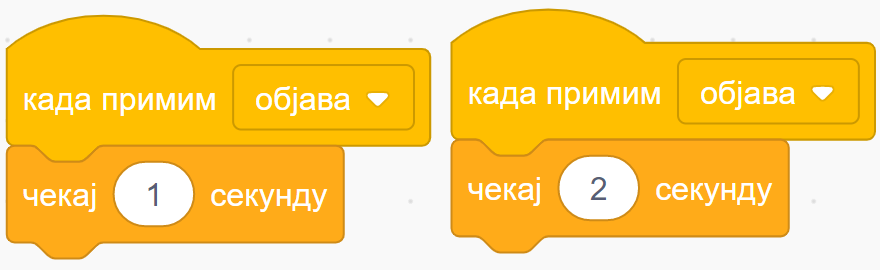 када примим објава
чекај 1 секунду
када примим објава
чекај 2 секунду